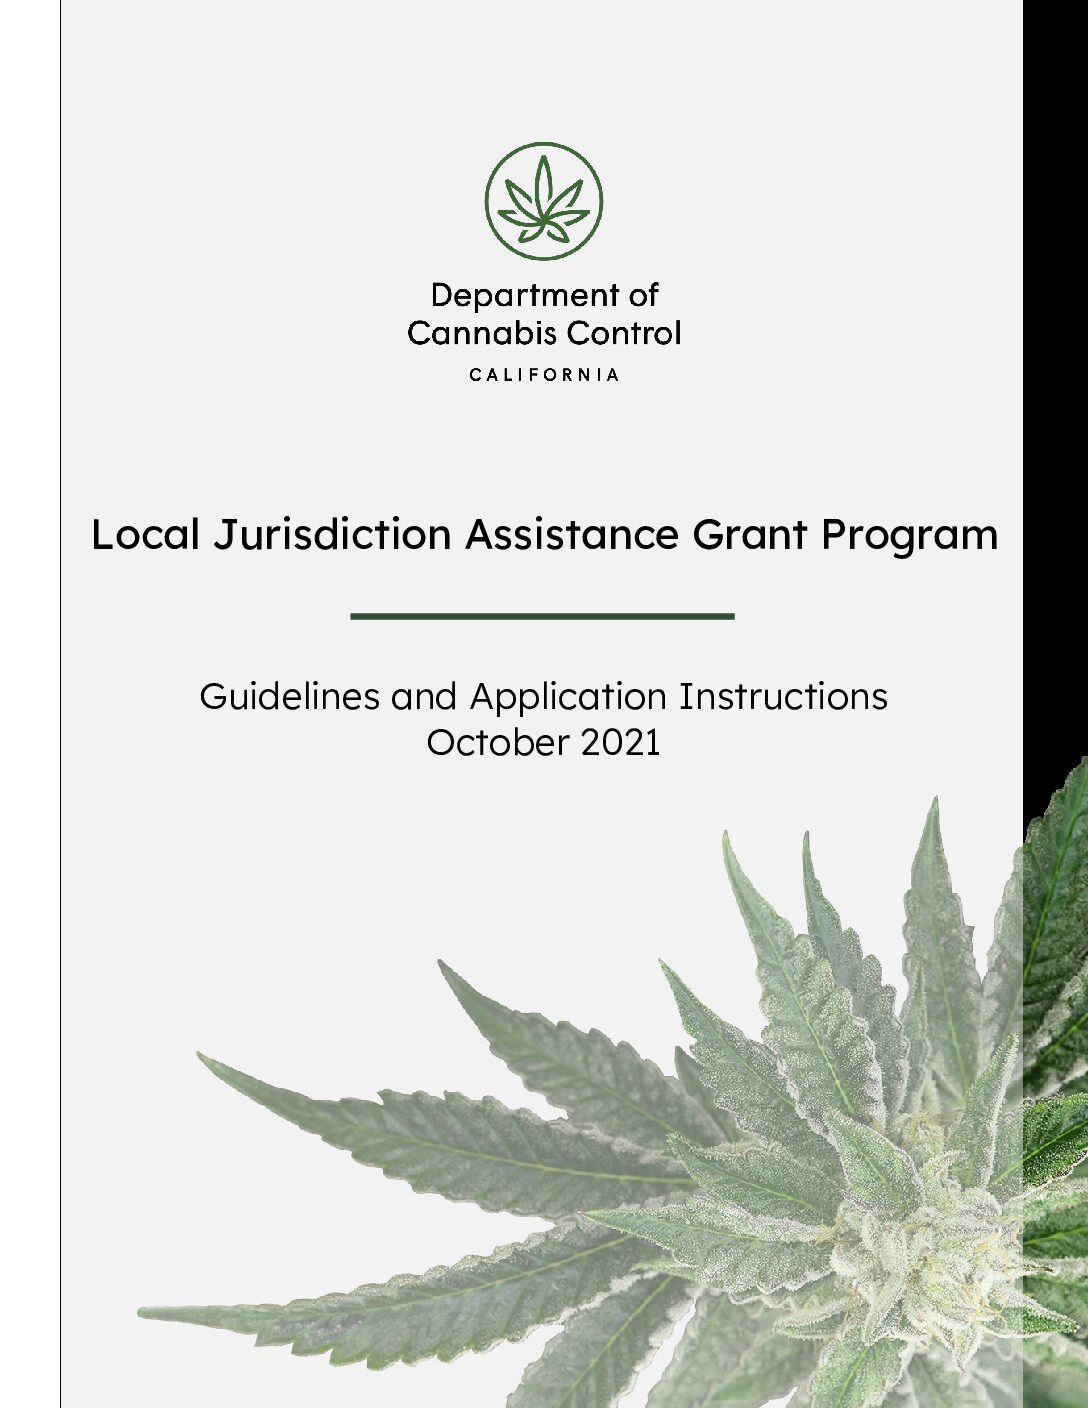 Department of
Cannabis Control
CALIFORNIA
Local Jurisdiction Assistance Grant Program
Guidelines and Application Instructions
October 2021